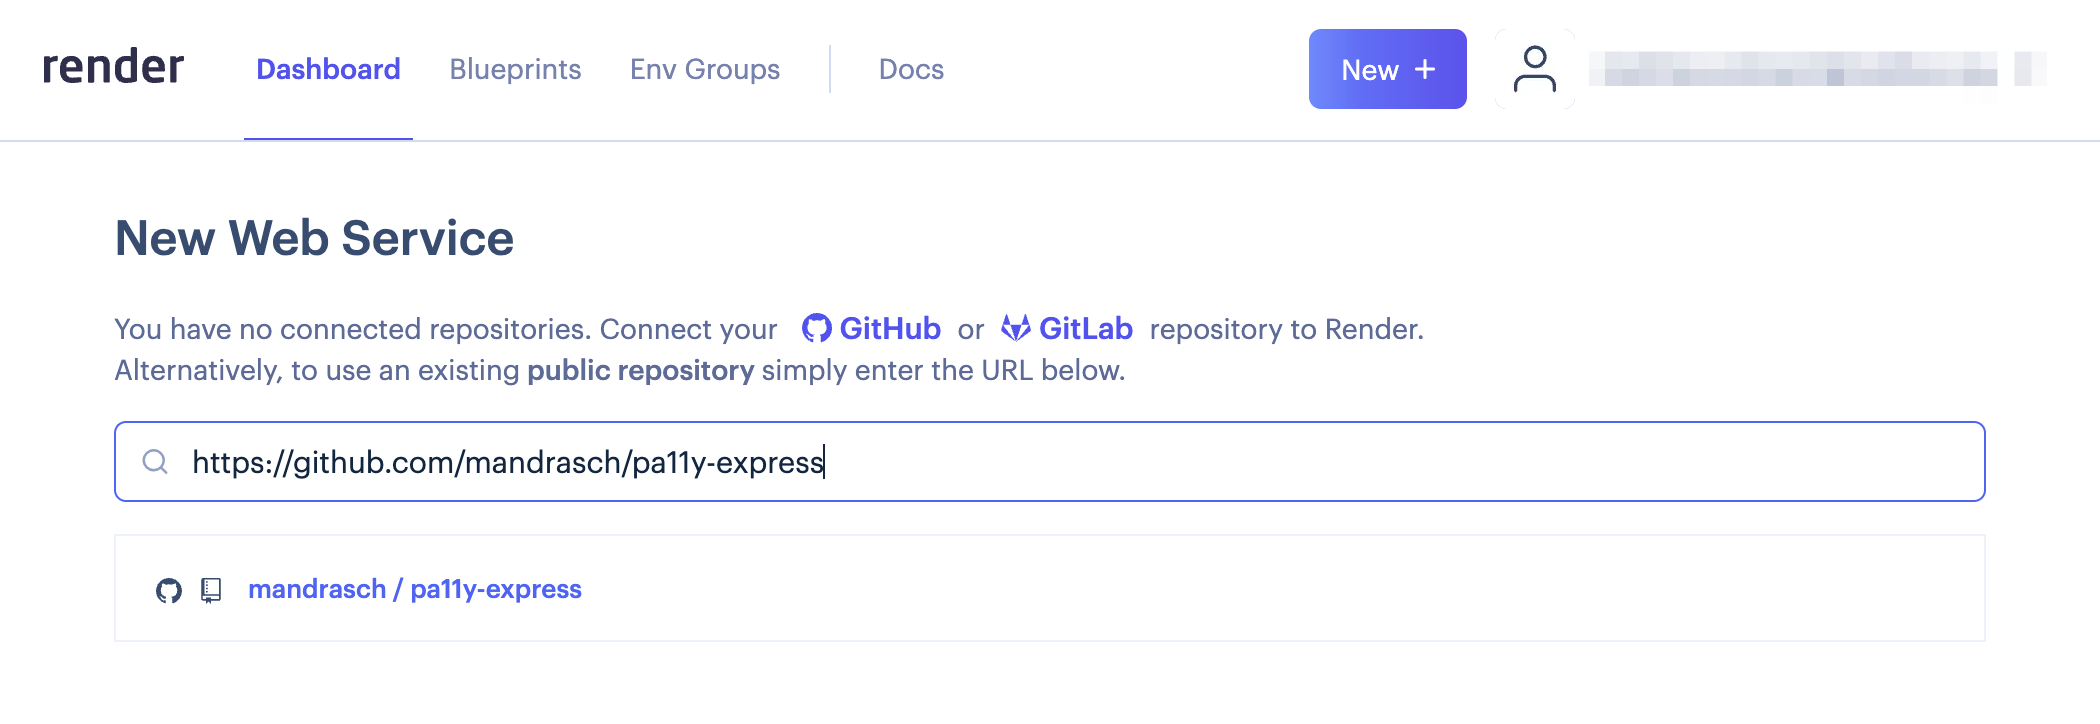 render Dashboard Blueprints Env Groups Docs New +
New Web Service
You have no connected repositories. Connect your GitHub or GitLab repository to Render.
Alternatively, to use an existing public repository simply enter the URL below.
https://github.com/mandrasch/pa11y-express
mandrasch / pa11y-express